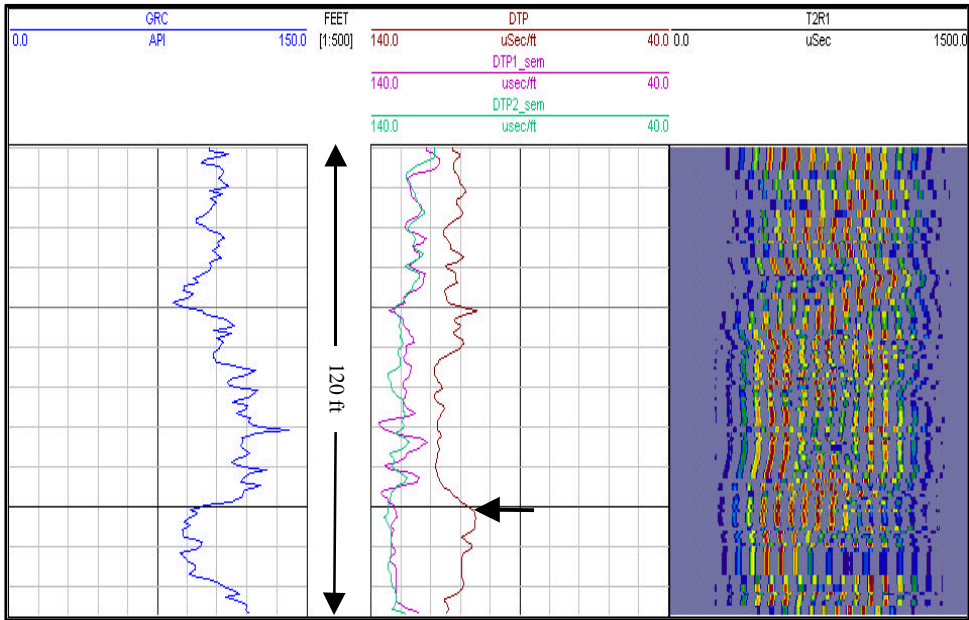 GRC
0.0 API 150.0
FEET
[1:500]
DTP
140.0 uSec/ft 40.0
DTP1_sem
140.0 usec/ft 40.0
DTP2_sem
140.0 usec/ft 40.0
T2R1
0.0 uSec 1500.0
120 ft